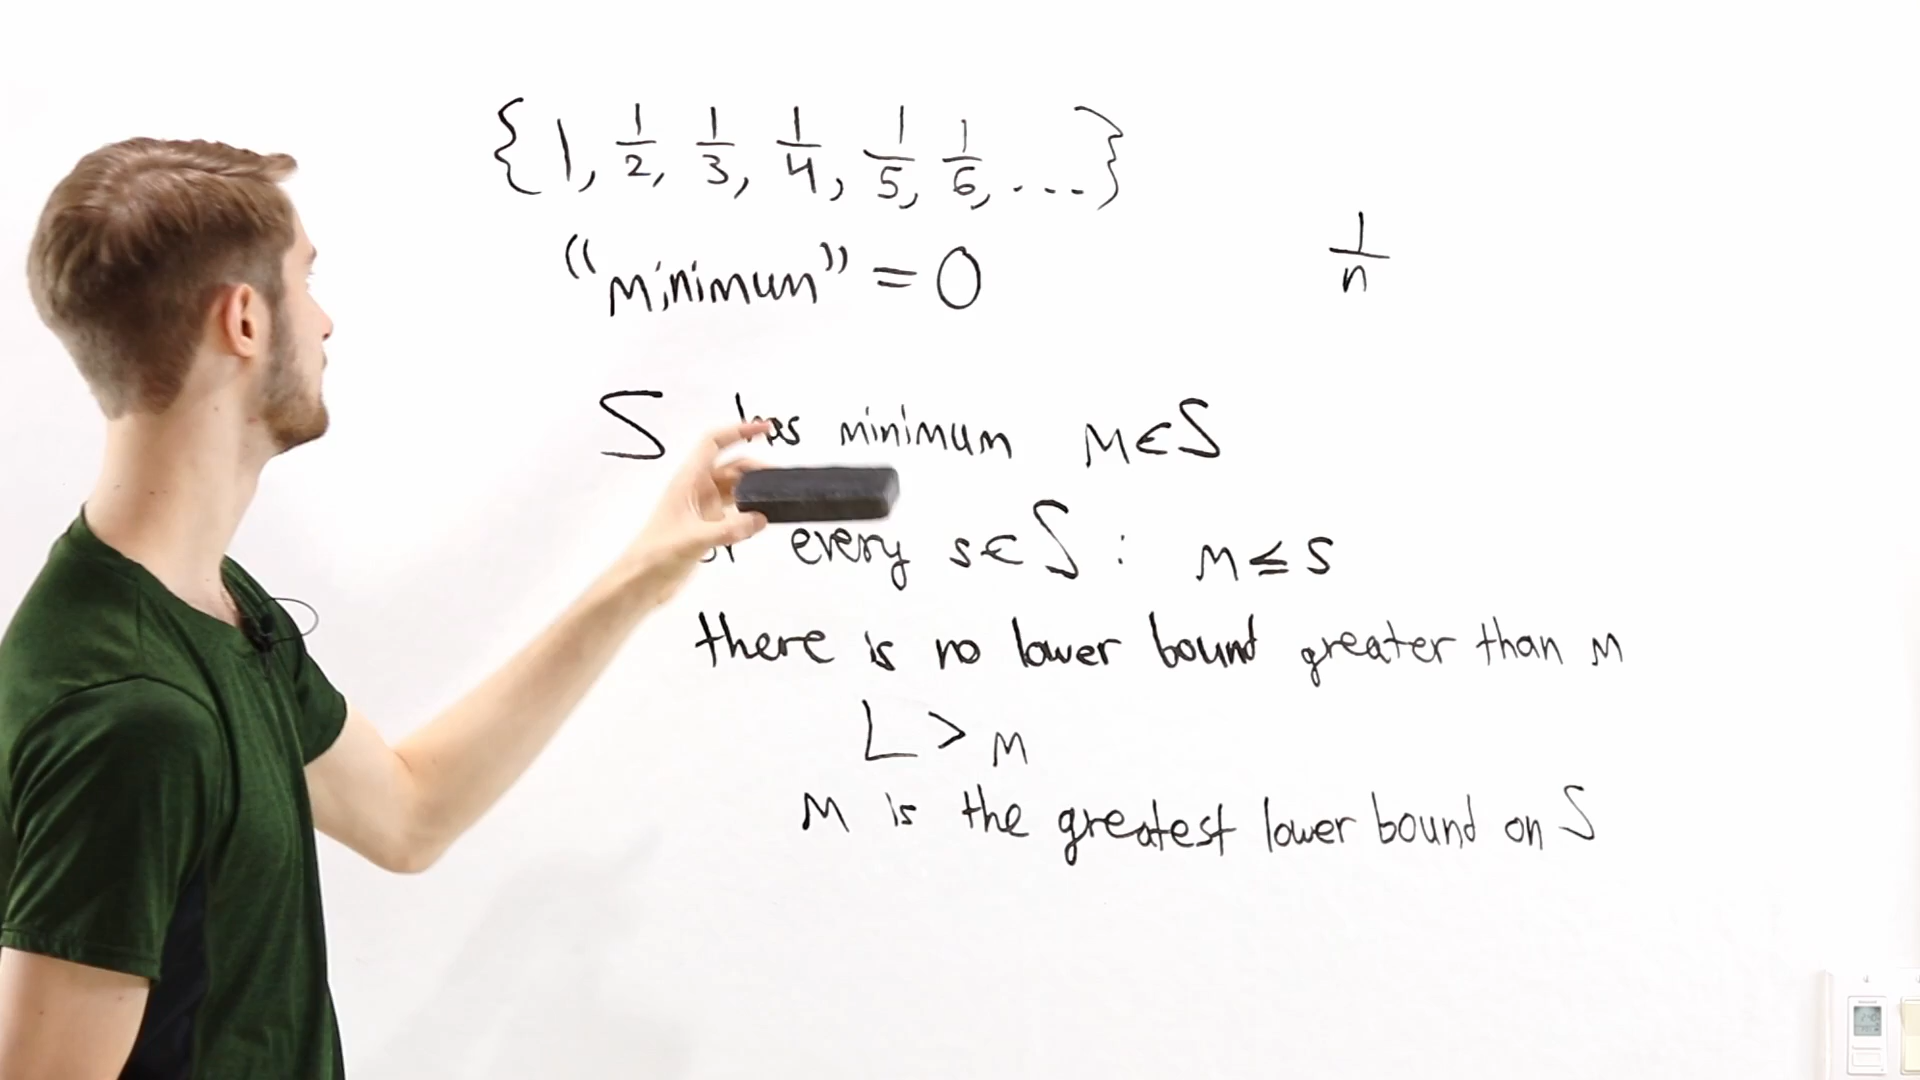 {1, 1/2, 1/3, 1/4, 1/5, 1/6, ...}
"minimum" = 0
1/n
S has minimum m∈S
every s∈S : m ≤ s
there is no lower bound greater than m
L > m
m is the greatest lower bound on S